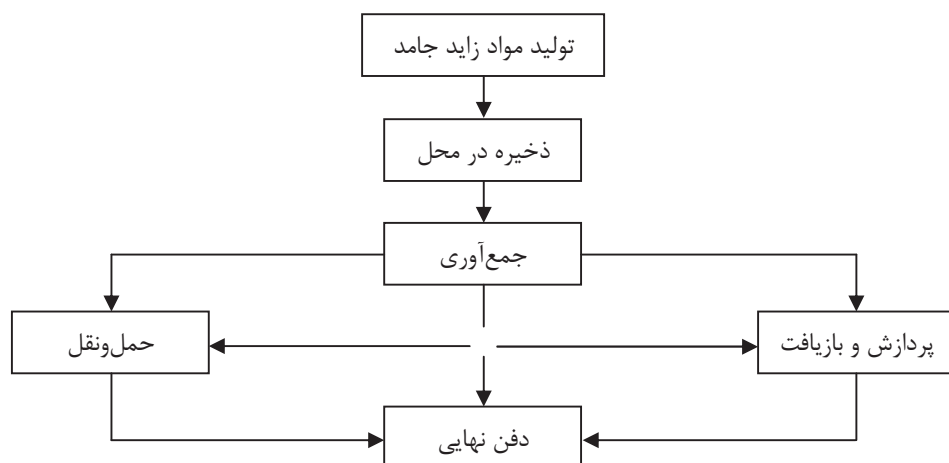 تولید مواد زاید جامد
ذخیره در محل
جمع‌آوری
پردازش و بازیافت
حمل‌ونقل
دفن نهایی